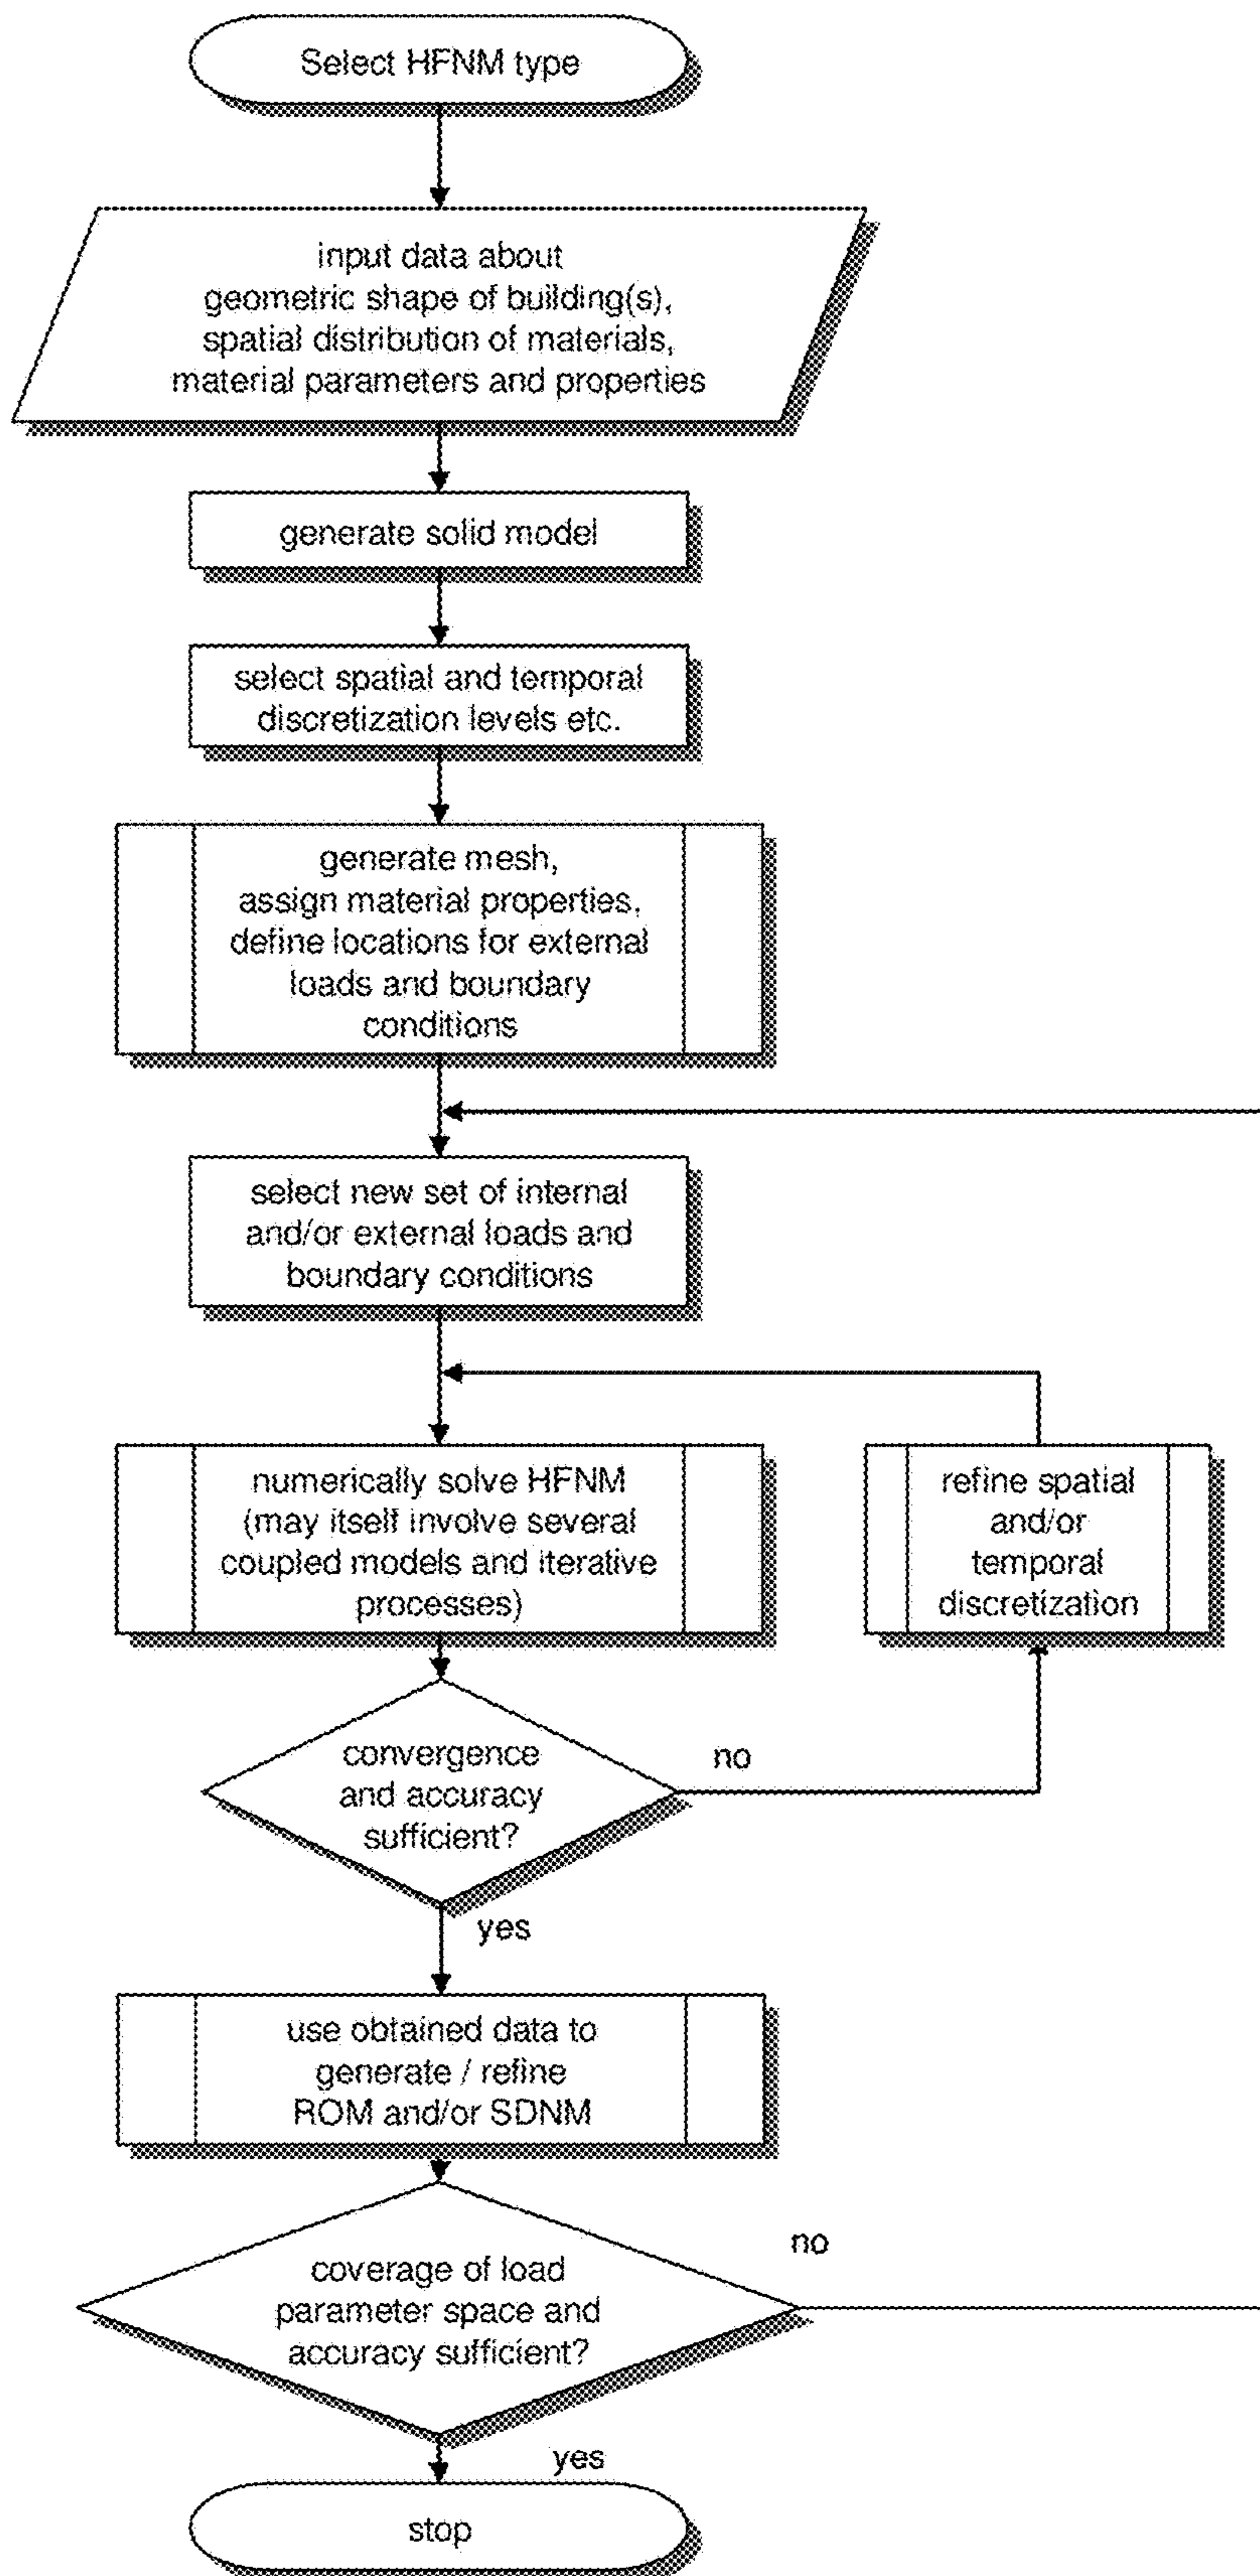 Select HFNM type
input data about
geometric shape of building(s),
spatial distribution of materials,
material parameters and properties
generate solid model
select spatial and temporal
discretization levels etc.
generate mesh,
assign material properties,
define locations for external
loads and boundary
conditions
select new set of internal
and/or external loads and
boundary conditions
numerically solve HFNM
(may itself involve several
coupled models and iterative
processes)
refine spatial
and/or
temporal
discretization
convergence
and accuracy
sufficient?
no
yes
use obtained data to
generate / refine
ROM and/or SDNM
coverage of load
parameter space and
accuracy sufficient?
no
yes
stop